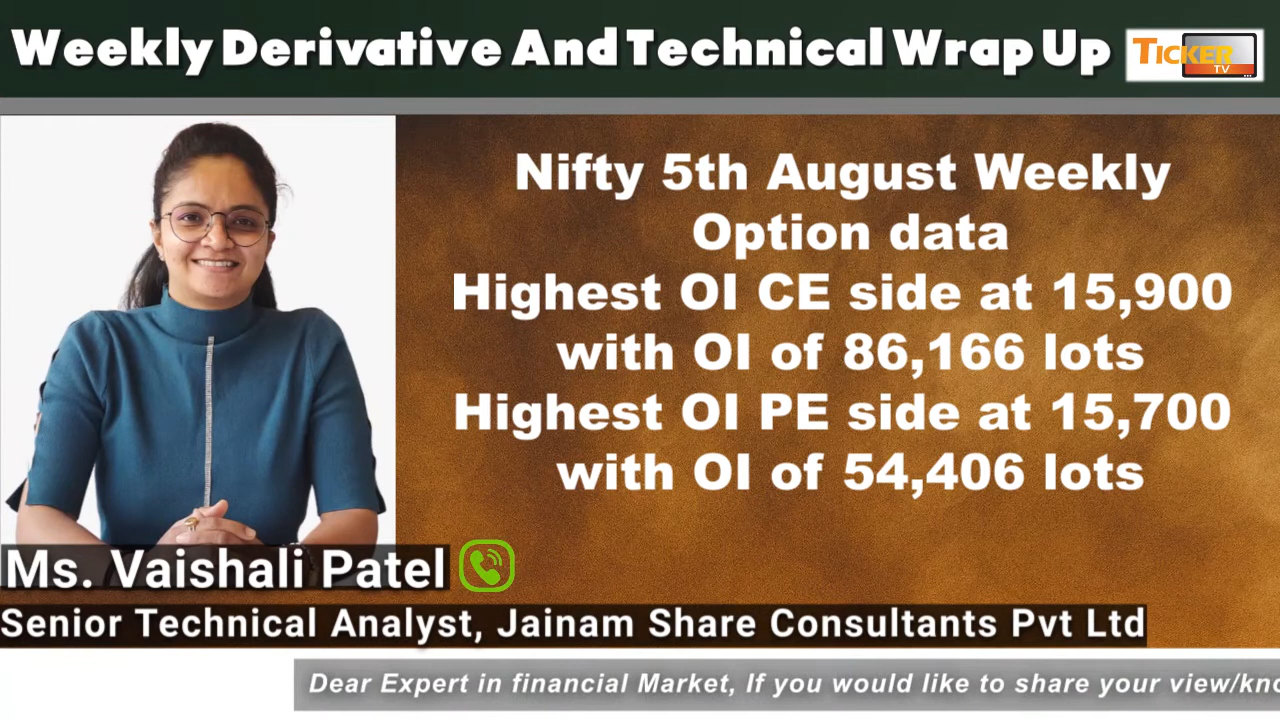 Weekly Derivative And Technical Wrap Up
TICKER
TV
Nifty 5th August Weekly
Option data
Highest OI CE side at 15,900
with OI of 86,166 lots
Highest OI PE side at 15,700
with OI of 54,406 lots
Ms. Vaishali Patel
Senior Technical Analyst, Jainam Share Consultants Pvt Ltd
Dear Expert in financial Market, If you would like to share your view/kno